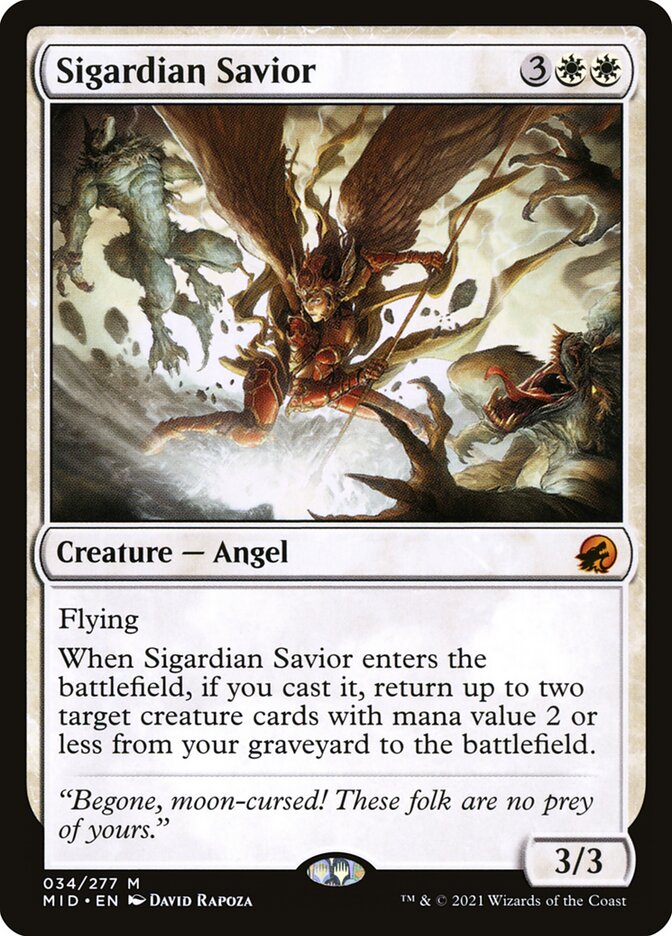 Sigardian Savior 3
Creature — Angel
Flying
When Sigardian Savior enters the
battlefield, if you cast it, return up to two
target creature cards with mana value 2 or
less from your graveyard to the battlefield.
“Begone, moon-cursed! These folk are no prey
of yours.”
3/3
034/277 M
MID • EN David Rapoza ™ & © 2021 Wizards of the Coast